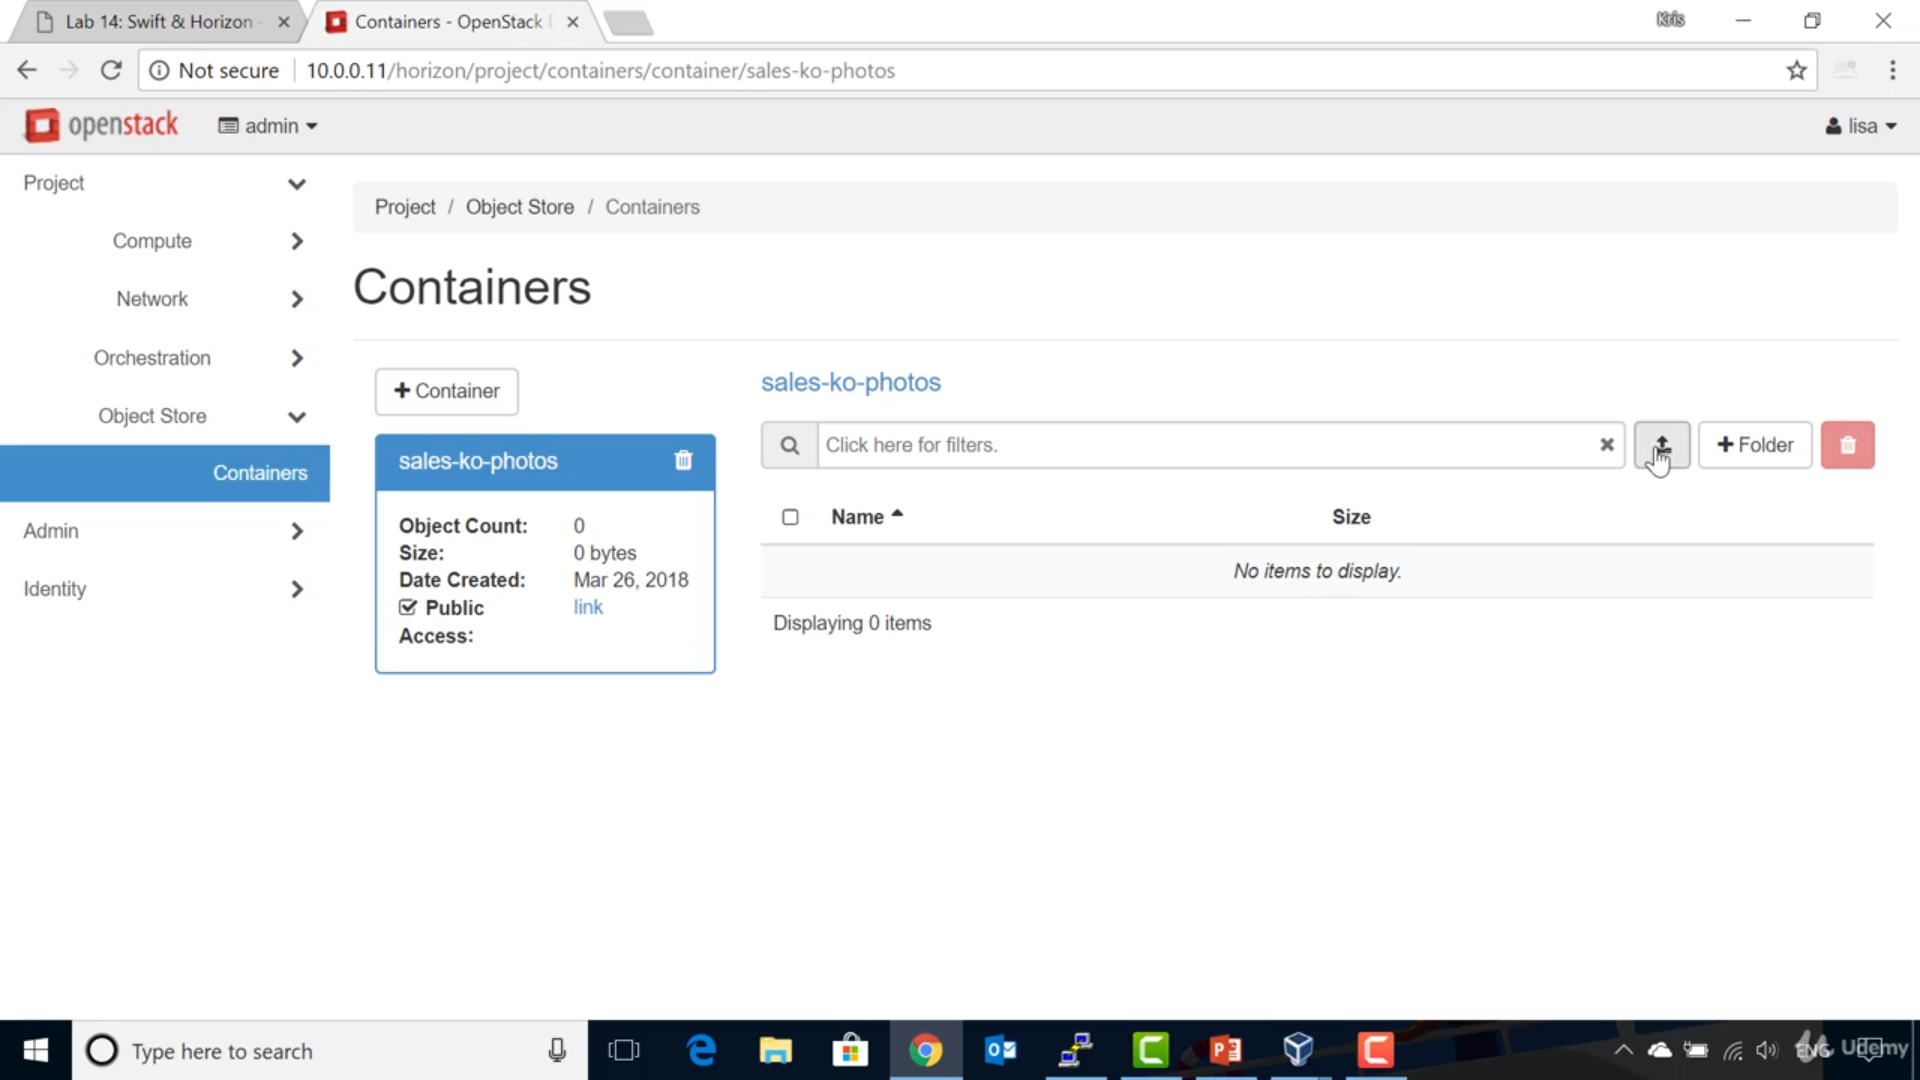 Lab 14: Swift & Horizon
Containers - OpenStack
Kris
Not secure
10.0.0.11/horizon/project/containers/container/sales-ko-photos
openstack
admin
lisa
Project
Compute
Network
Orchestration
Object Store
Containers
Admin
Identity
Project / Object Store / Containers
Containers
+ Container
sales-ko-photos
Object Count: 0
Size: 0 bytes
Date Created: Mar 26, 2018
Public Access: link
sales-ko-photos
Click here for filters.
+ Folder
Name
Size
No items to display.
Displaying 0 items
Type here to search
ENG
Udemy